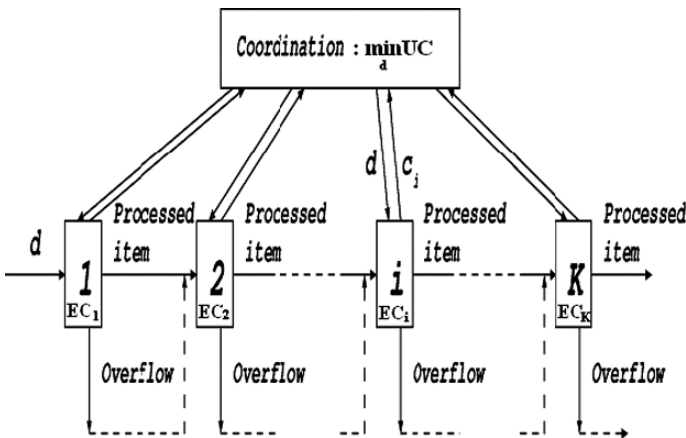 Coordination : min UC
d
d
c i
d
Processed item
Processed item
Processed item
Processed item
1
2
i
K
EC1
EC2
ECi
ECK
Overflow
Overflow
Overflow
Overflow